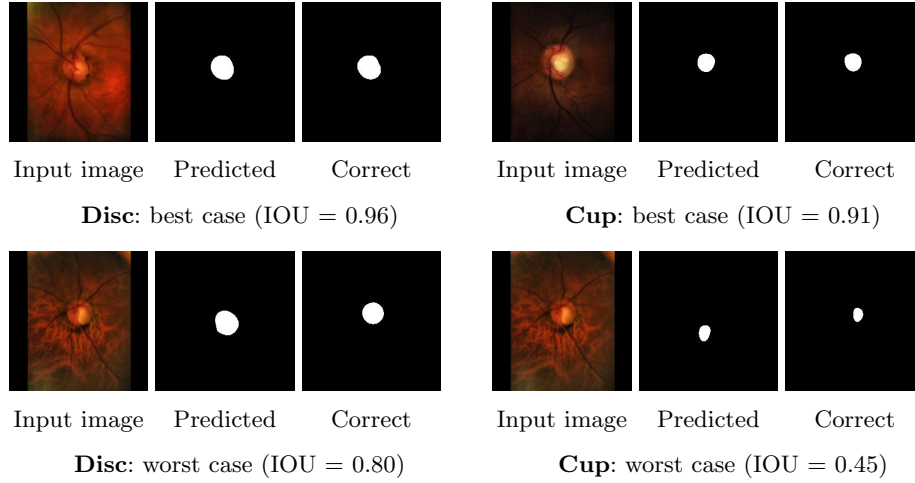 Input image Predicted Correct
Disc: best case (IOU = 0.96)
Input image Predicted Correct
Cup: best case (IOU = 0.91)
Input image Predicted Correct
Disc: worst case (IOU = 0.80)
Input image Predicted Correct
Cup: worst case (IOU = 0.45)